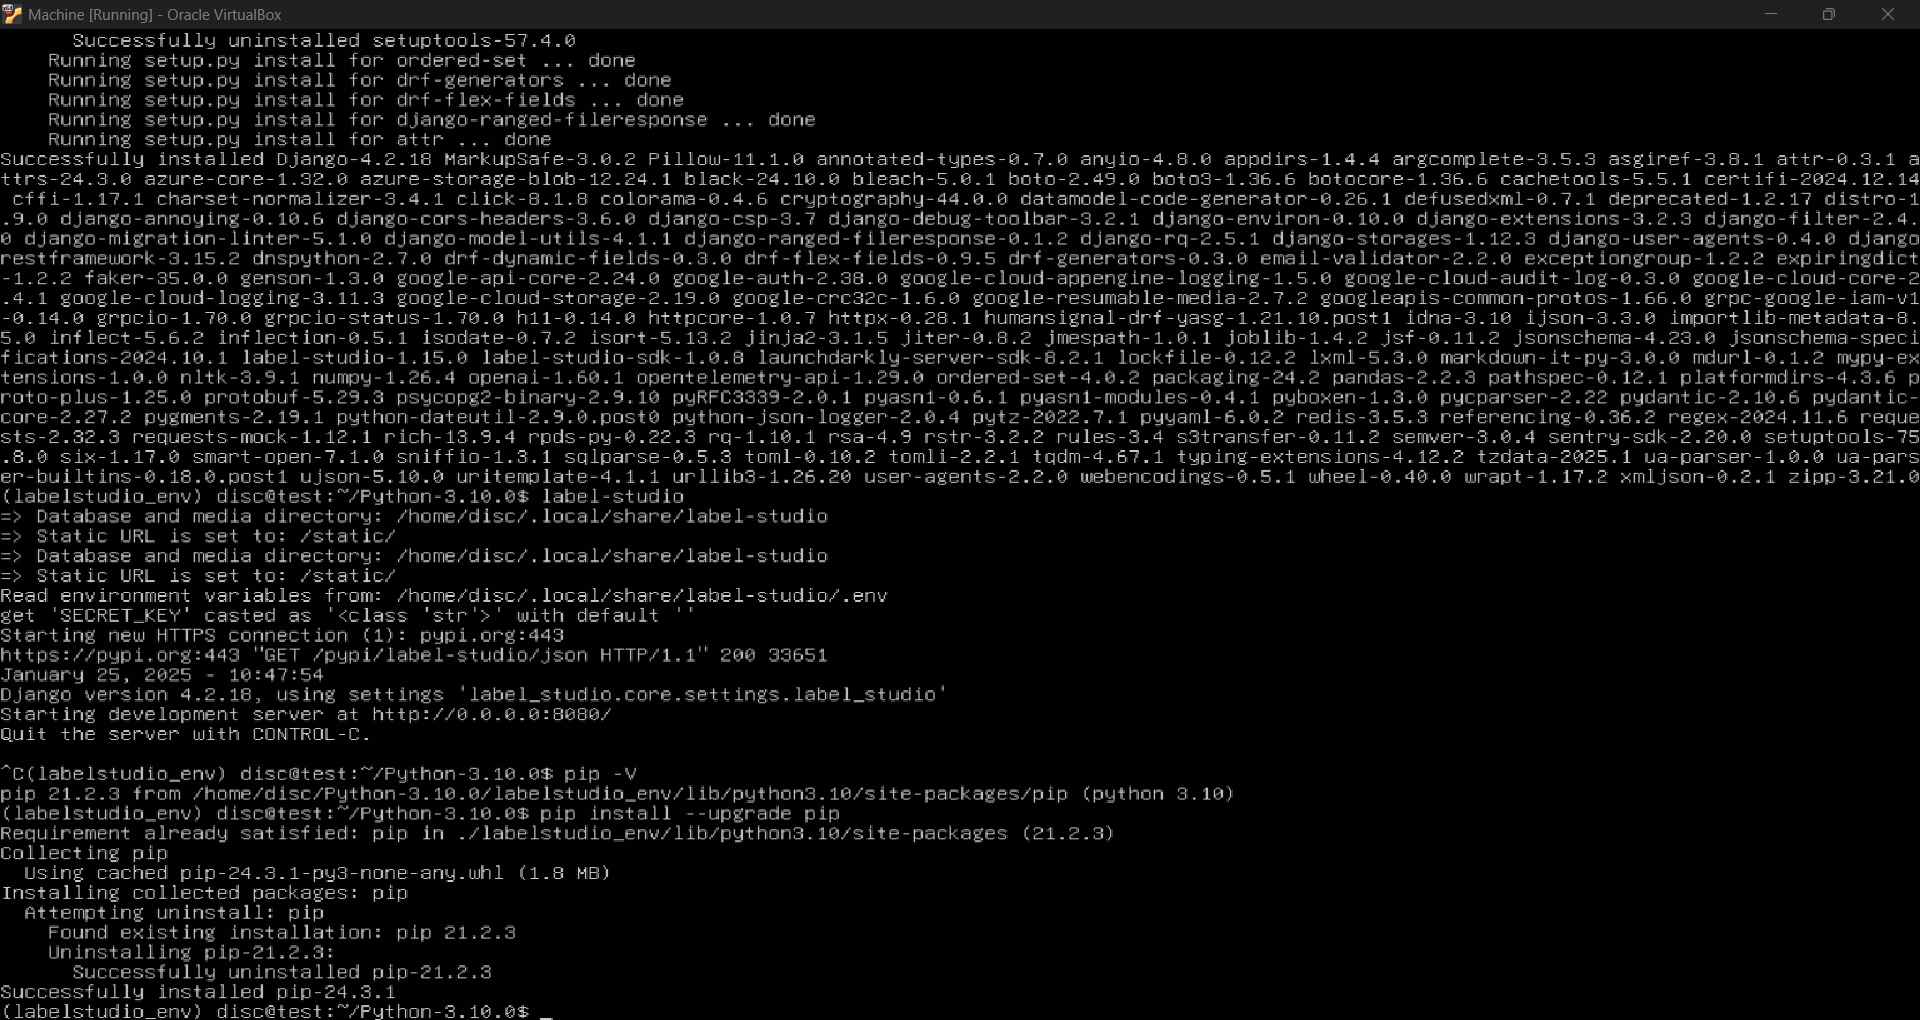 Machine [Running] - Oracle VirtualBox
      Successfully uninstalled setuptools-57.4.0
    Running setup.py install for ordered-set ... done
    Running setup.py install for drf-generators ... done
    Running setup.py install for drf-flex-fields ... done
    Running setup.py install for django-ranged-fileresponse ... done
    Running setup.py install for attr ... done
Successfully installed Django-4.2.18 MarkupSafe-3.0.2 Pillow-11.1.0 annotated-types-0.7.0 anyio-4.8.0 appdirs-1.4.4 argcomplete-3.5.3 asgiref-3.8.1 attr-0.3.1 a
ttrs-24.3.0 azure-core-1.32.0 azure-storage-blob-12.24.1 black-24.10.0 bleach-5.0.1 boto-2.49.0 boto3-1.36.6 botocore-1.36.6 cachetools-5.5.1 certifi-2024.12.14
 cffi-1.17.1 charset-normalizer-3.4.1 click-8.1.8 colorama-0.4.6 cryptography-44.0.0 datamodel-code-generator-0.26.1 defusedxml-0.7.1 deprecated-1.2.17 distro-1
.9.0 django-annoying-0.10.6 django-cors-headers-3.6.0 django-csp-3.7 django-debug-toolbar-3.2.1 django-environ-0.10.0 django-extensions-3.2.3 django-filter-2.4.
0 django-migration-linter-5.1.0 django-model-utils-4.1.1 django-ranged-fileresponse-0.1.2 django-rq-2.5.1 django-storages-1.12.3 django-user-agents-0.4.0 django
restframework-3.15.2 dnspython-2.7.0 drf-dynamic-fields-0.3.0 drf-flex-fields-0.9.5 drf-generators-0.3.0 email-validator-2.2.0 exceptiongroup-1.2.2 expiringdict
-1.2.2 faker-35.0.0 genson-1.3.0 google-api-core-2.24.0 google-auth-2.38.0 google-cloud-appengine-logging-1.5.0 google-cloud-audit-log-0.3.0 google-cloud-core-2
.4.1 google-cloud-logging-3.11.3 google-cloud-storage-2.19.0 google-crc32c-1.6.0 google-resumable-media-2.7.2 googleapis-common-protos-1.66.0 grpc-google-iam-v1
-0.14.0 grpcio-1.70.0 grpcio-status-1.70.0 h11-0.14.0 httpcore-1.0.7 httpx-0.28.1 humansignal-drf-yasg-1.21.10.post1 idna-3.10 ijson-3.3.0 importlib-metadata-8.
5.0 inflect-5.6.2 inflection-0.5.1 isodate-0.7.2 isort-5.13.2 jinja2-3.1.5 jiter-0.8.2 jmespath-1.0.1 joblib-1.4.2 jsf-0.11.2 jsonschema-4.23.0 jsonschema-speci
fications-2024.10.1 label-studio-1.15.0 label-studio-sdk-1.0.8 launchdarkly-server-sdk-8.2.1 lockfile-0.12.2 lxml-5.3.0 markdown-it-py-3.0.0 mdurl-0.1.2 mypy-ex
tensions-1.0.0 nltk-3.9.1 numpy-1.26.4 openai-1.60.1 opentelemetry-api-1.29.0 ordered-set-4.0.2 packaging-24.2 pandas-2.2.3 pathspec-0.12.1 platformdirs-4.3.6 p
roto-plus-1.25.0 protobuf-5.29.3 psycopg2-binary-2.9.10 pyRFC3339-2.0.1 pyasn1-0.6.1 pyasn1-modules-0.4.1 pyboxen-1.3.0 pycparser-2.22 pydantic-2.10.6 pydantic-
core-2.27.2 pygments-2.19.1 python-dateutil-2.9.0.post0 python-json-logger-2.0.4 pytz-2022.7.1 pyyaml-6.0.2 redis-3.5.3 referencing-0.36.2 regex-2024.11.6 reque
sts-2.32.3 requests-mock-1.12.1 rich-13.9.4 rpds-py-0.22.3 rq-1.10.1 rsa-4.9 rstr-3.2.2 rules-3.4 s3transfer-0.11.2 semver-3.0.4 sentry-sdk-2.20.0 setuptools-75
.8.0 six-1.17.0 smart-open-7.1.0 sniffio-1.3.1 sqlparse-0.5.3 toml-0.10.2 tomli-2.2.1 tqdm-4.67.1 typing-extensions-4.12.2 tzdata-2025.1 ua-parser-1.0.0 ua-pars
er-builtins-0.18.0.post1 ujson-5.10.0 uritemplate-4.1.1 urllib3-1.26.20 user-agents-2.2.0 webencodings-0.5.1 wheel-0.40.0 wrapt-1.17.2 xmljson-0.2.1 zipp-3.21.0
(labelstudio_env) disc@test:~/Python-3.10.0$ label-studio
=> Database and media directory: /home/disc/.local/share/label-studio
=> Static URL is set to: /static/
=> Database and media directory: /home/disc/.local/share/label-studio
=> Static URL is set to: /static/
Read environment variables from: /home/disc/.local/share/label-studio/.env
get 'SECRET_KEY' casted as '<class 'str'>' with default ''
Starting new HTTPS connection (1): pypi.org:443
https://pypi.org:443 "GET /pypi/label-studio/json HTTP/1.1" 200 33651
January 25, 2025 - 10:47:54
Django version 4.2.18, using settings 'label_studio.core.settings.label_studio'
Starting development server at http://0.0.0.0:8080/
Quit the server with CONTROL-C.
^C(labelstudio_env) disc@test:~/Python-3.10.0$ pip -V
pip 21.2.3 from /home/disc/Python-3.10.0/labelstudio_env/lib/python3.10/site-packages/pip (python 3.10)
(labelstudio_env) disc@test:~/Python-3.10.0$ pip install --upgrade pip
Requirement already satisfied: pip in ./labelstudio_env/lib/python3.10/site-packages (21.2.3)
Collecting pip
  Using cached pip-24.3.1-py3-none-any.whl (1.8 MB)
Installing collected packages: pip
  Attempting uninstall: pip
    Found existing installation: pip 21.2.3
    Uninstalling pip-21.2.3:
      Successfully uninstalled pip-21.2.3
Successfully installed pip-24.3.1
(labelstudio_env) disc@test:~/Python-3.10.0$ _